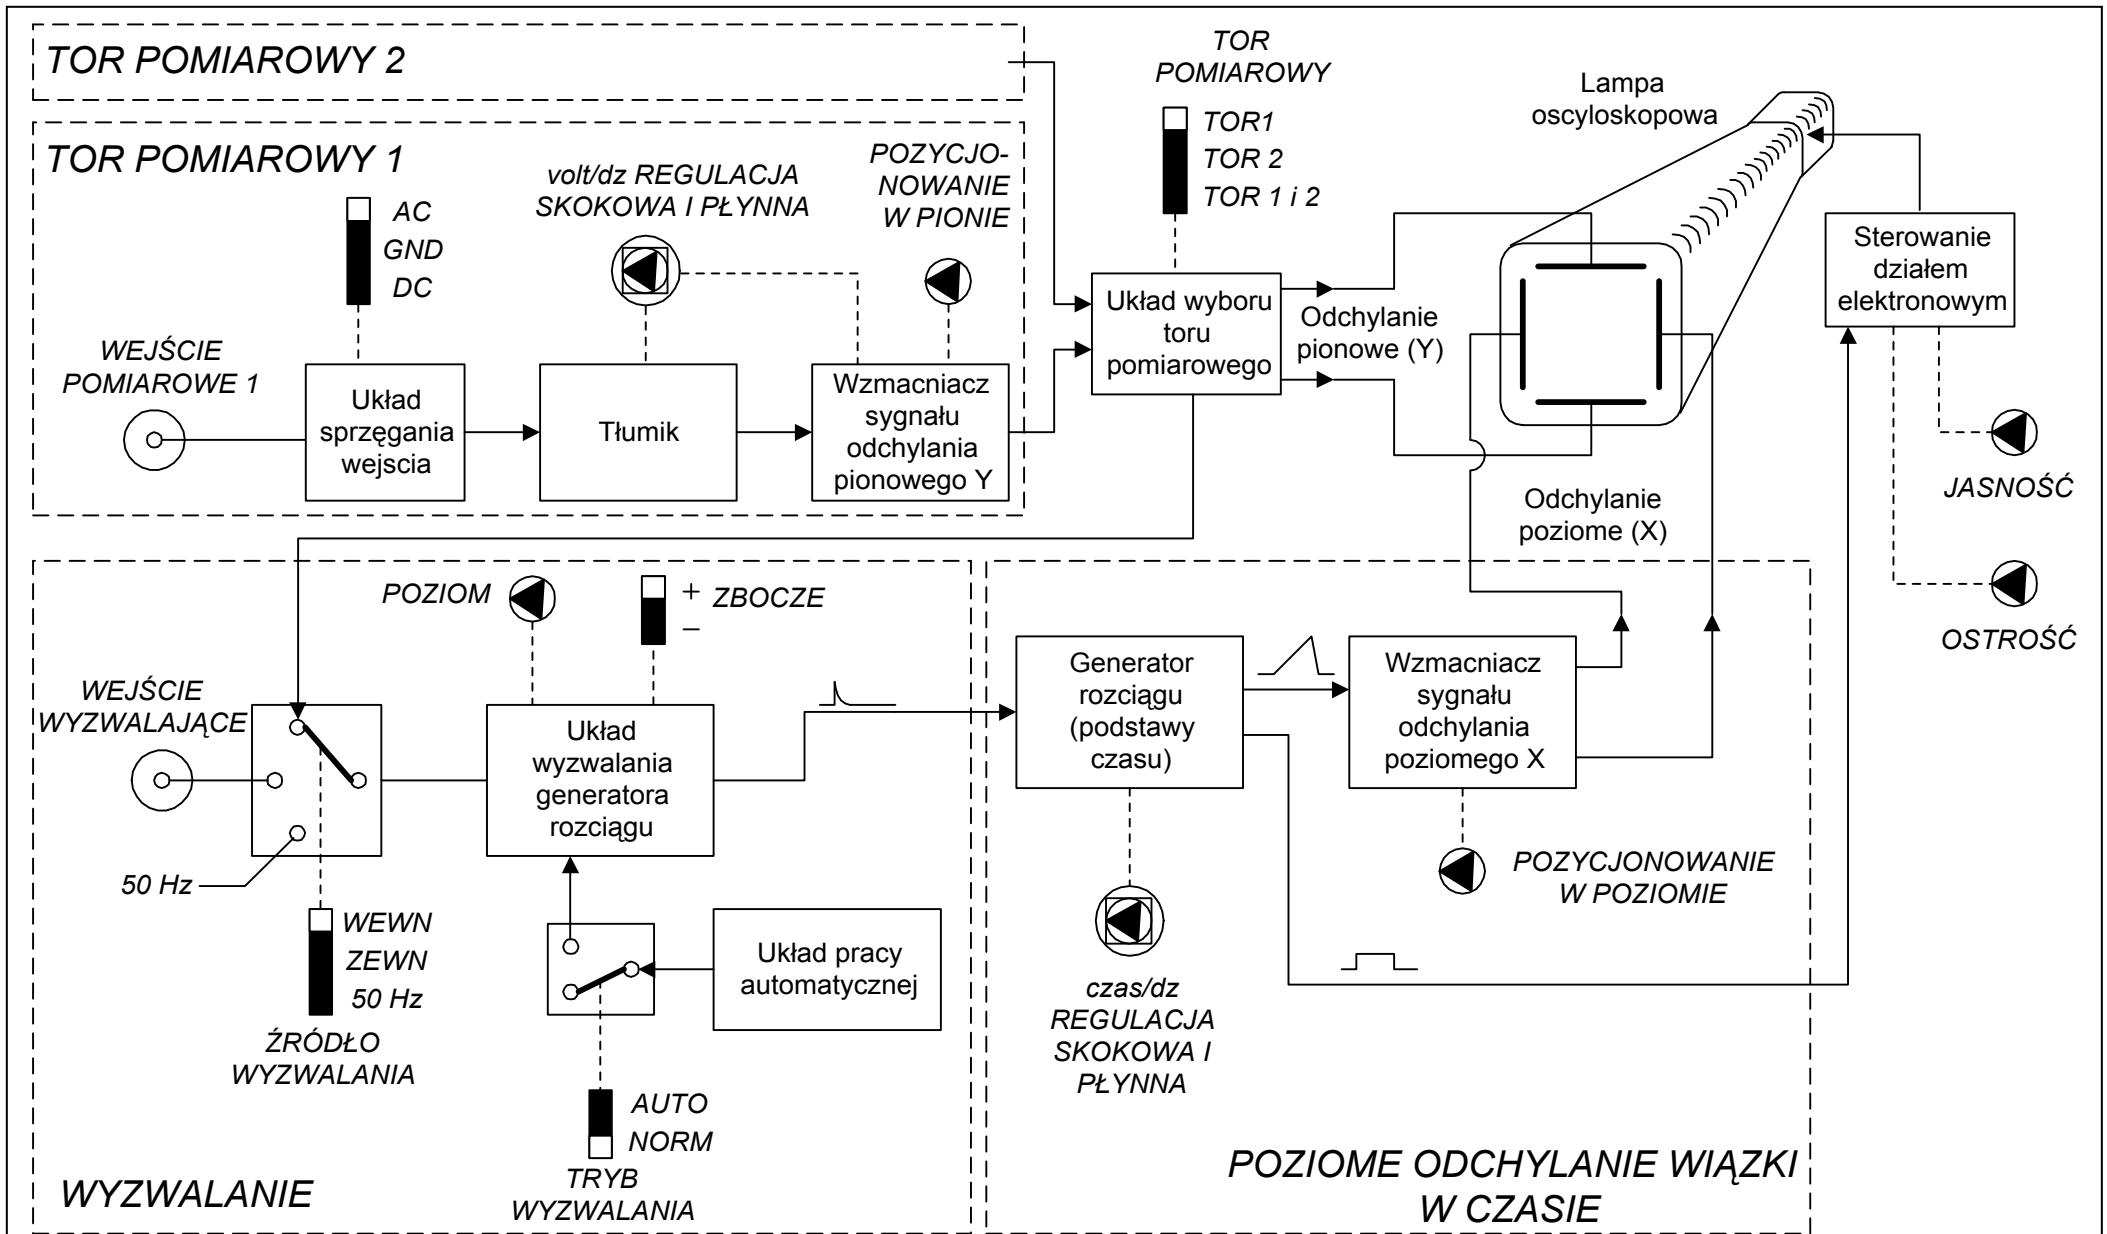 TOR POMIAROWY 2
TOR POMIAROWY 1
AC
GND
DC
volt/dz REGULACJA
SKOKOWA I PŁYNNA
POZYCJO-
NOWANIE
W PIONIE
WEJŚCIE
POMIAROWE 1
Układ
sprzęgania
wejscia
Tłumik
Wzmacniacz
sygnału
odchylania
pionowego Y
TOR
POMIAROWY
TOR1
TOR 2
TOR 1 i 2
Układ wyboru
toru
pomiarowego
Odchylanie
pionowe (Y)
Lampa
oscyloskopowa
Sterowanie
działem
elektronowym
JASNOŚĆ
OSTROŚĆ
Odchylanie
poziome (X)
POZIOM
+
–
ZBOCZE
WEJŚCIE
WYZWALAJĄCE
50 Hz
WEWN
ZEWN
50 Hz
ŹRÓDŁO
WYZWALANIA
Układ
wyzwalania
generatora
rozciągu
Układ pracy
automatycznej
AUTO
NORM
TRYB
WYZWALANIA
WYZWALANIE
Generator
rozciągu
(podstawy
czasu)
Wzmacniacz
sygnału
odchylania
poziomego X
POZYCJONOWANIE
W POZIOMIE
czas/dz
REGULACJA
SKOKOWA I
PŁYNNA
POZIOME ODCHYLANIE WIĄZKI
W CZASIE